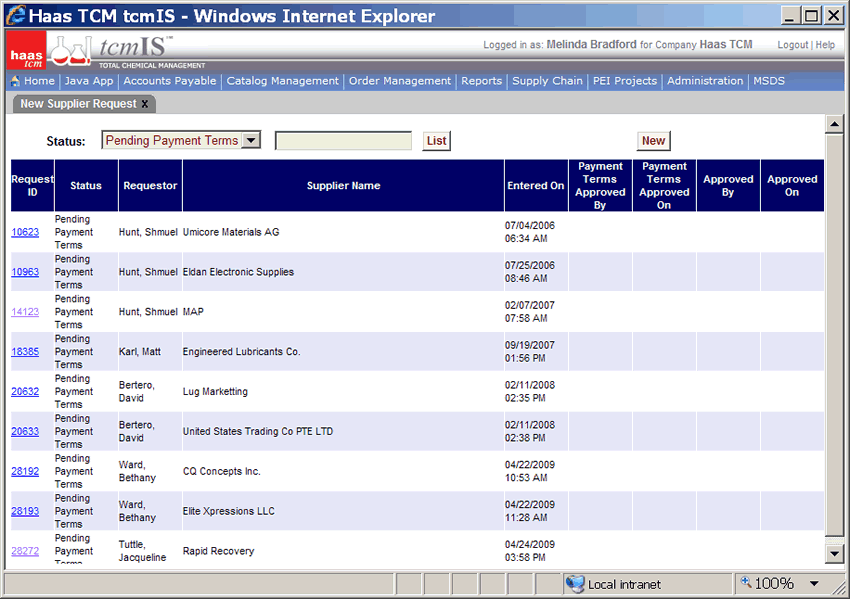 Haas TCM tcmIS - Windows Internet Explorer
haas
tcm
tcmIS™
TOTAL CHEMICAL MANAGEMENT
Logged in as: Melinda Bradford for Company Haas TCM Logout | Help
Home | Java App | Accounts Payable | Catalog Management | Order Management | Reports | Supply Chain | PEI Projects | Administration | MSDS
New Supplier Request x
Status: Pending Payment Terms List New
Request ID Status Requestor Supplier Name Entered On Payment Terms Approved By Payment Terms Approved On Approved By Approved On
10623 Pending Payment Terms Hunt, Shmuel Umicore Materials AG 07/04/2006 06:34 AM
10963 Pending Payment Terms Hunt, Shmuel Eldan Electronic Supplies 07/25/2006 08:46 AM
14123 Pending Payment Terms Hunt, Shmuel MAP 02/07/2007 07:58 AM
18385 Pending Payment Terms Karl, Matt Engineered Lubricants Co. 09/19/2007 01:56 PM
20632 Pending Payment Terms Bertero, David Lug Marketting 02/11/2008 02:35 PM
20633 Pending Payment Terms Bertero, David United States Trading Co PTE LTD 02/11/2008 02:38 PM
28192 Pending Payment Terms Ward, Bethany CQ Concepts Inc. 04/22/2009 10:53 AM
28193 Pending Payment Terms Ward, Bethany Elite Xpressions LLC 04/22/2009 11:28 AM
28272 Pending Payment Terms Tuttle, Jacqueline Rapid Recovery 04/24/2009 03:58 PM
Local intranet 100%